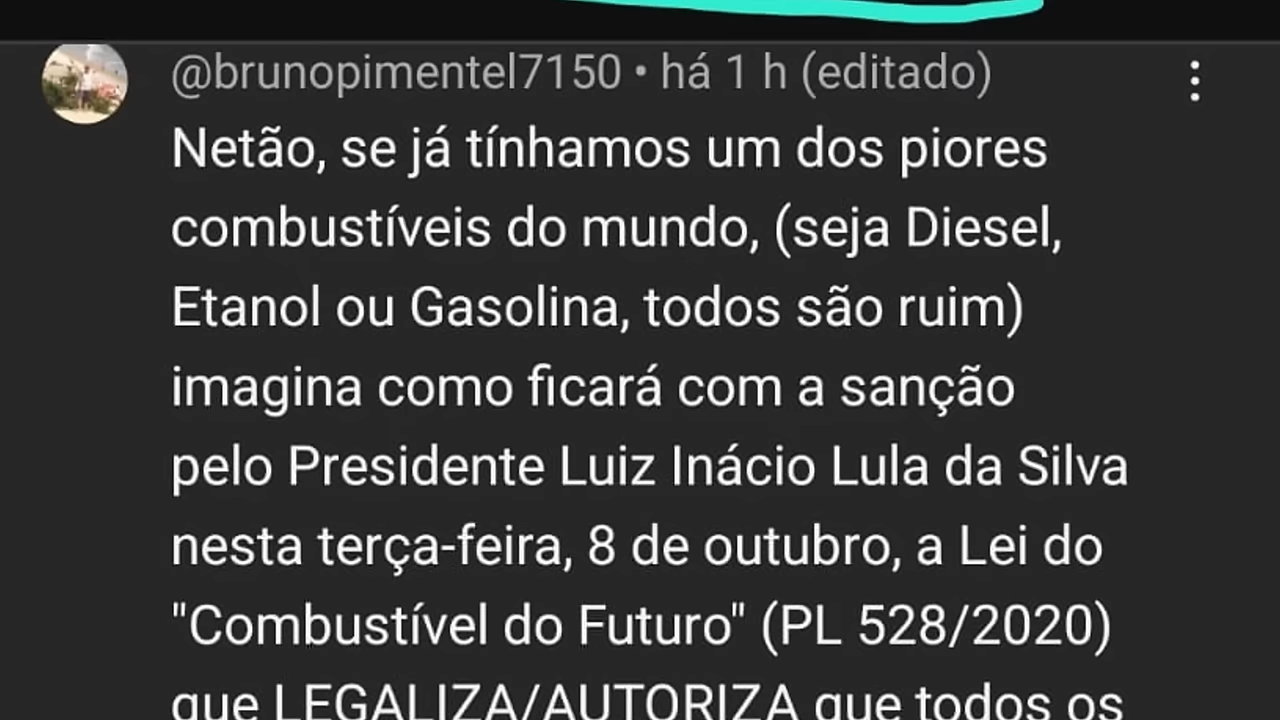 @brunopimentel7150 • há 1 h (editado)
Netão, se já tínhamos um dos piores
combustíveis do mundo, (seja Diesel,
Etanol ou Gasolina, todos são ruim)
imagina como ficará com a sanção
pelo Presidente Luiz Inácio Lula da Silva
nesta terça-feira, 8 de outubro, a Lei do
"Combustível do Futuro" (PL 528/2020)
que LEGALIZA/AUTORIZA que todos os